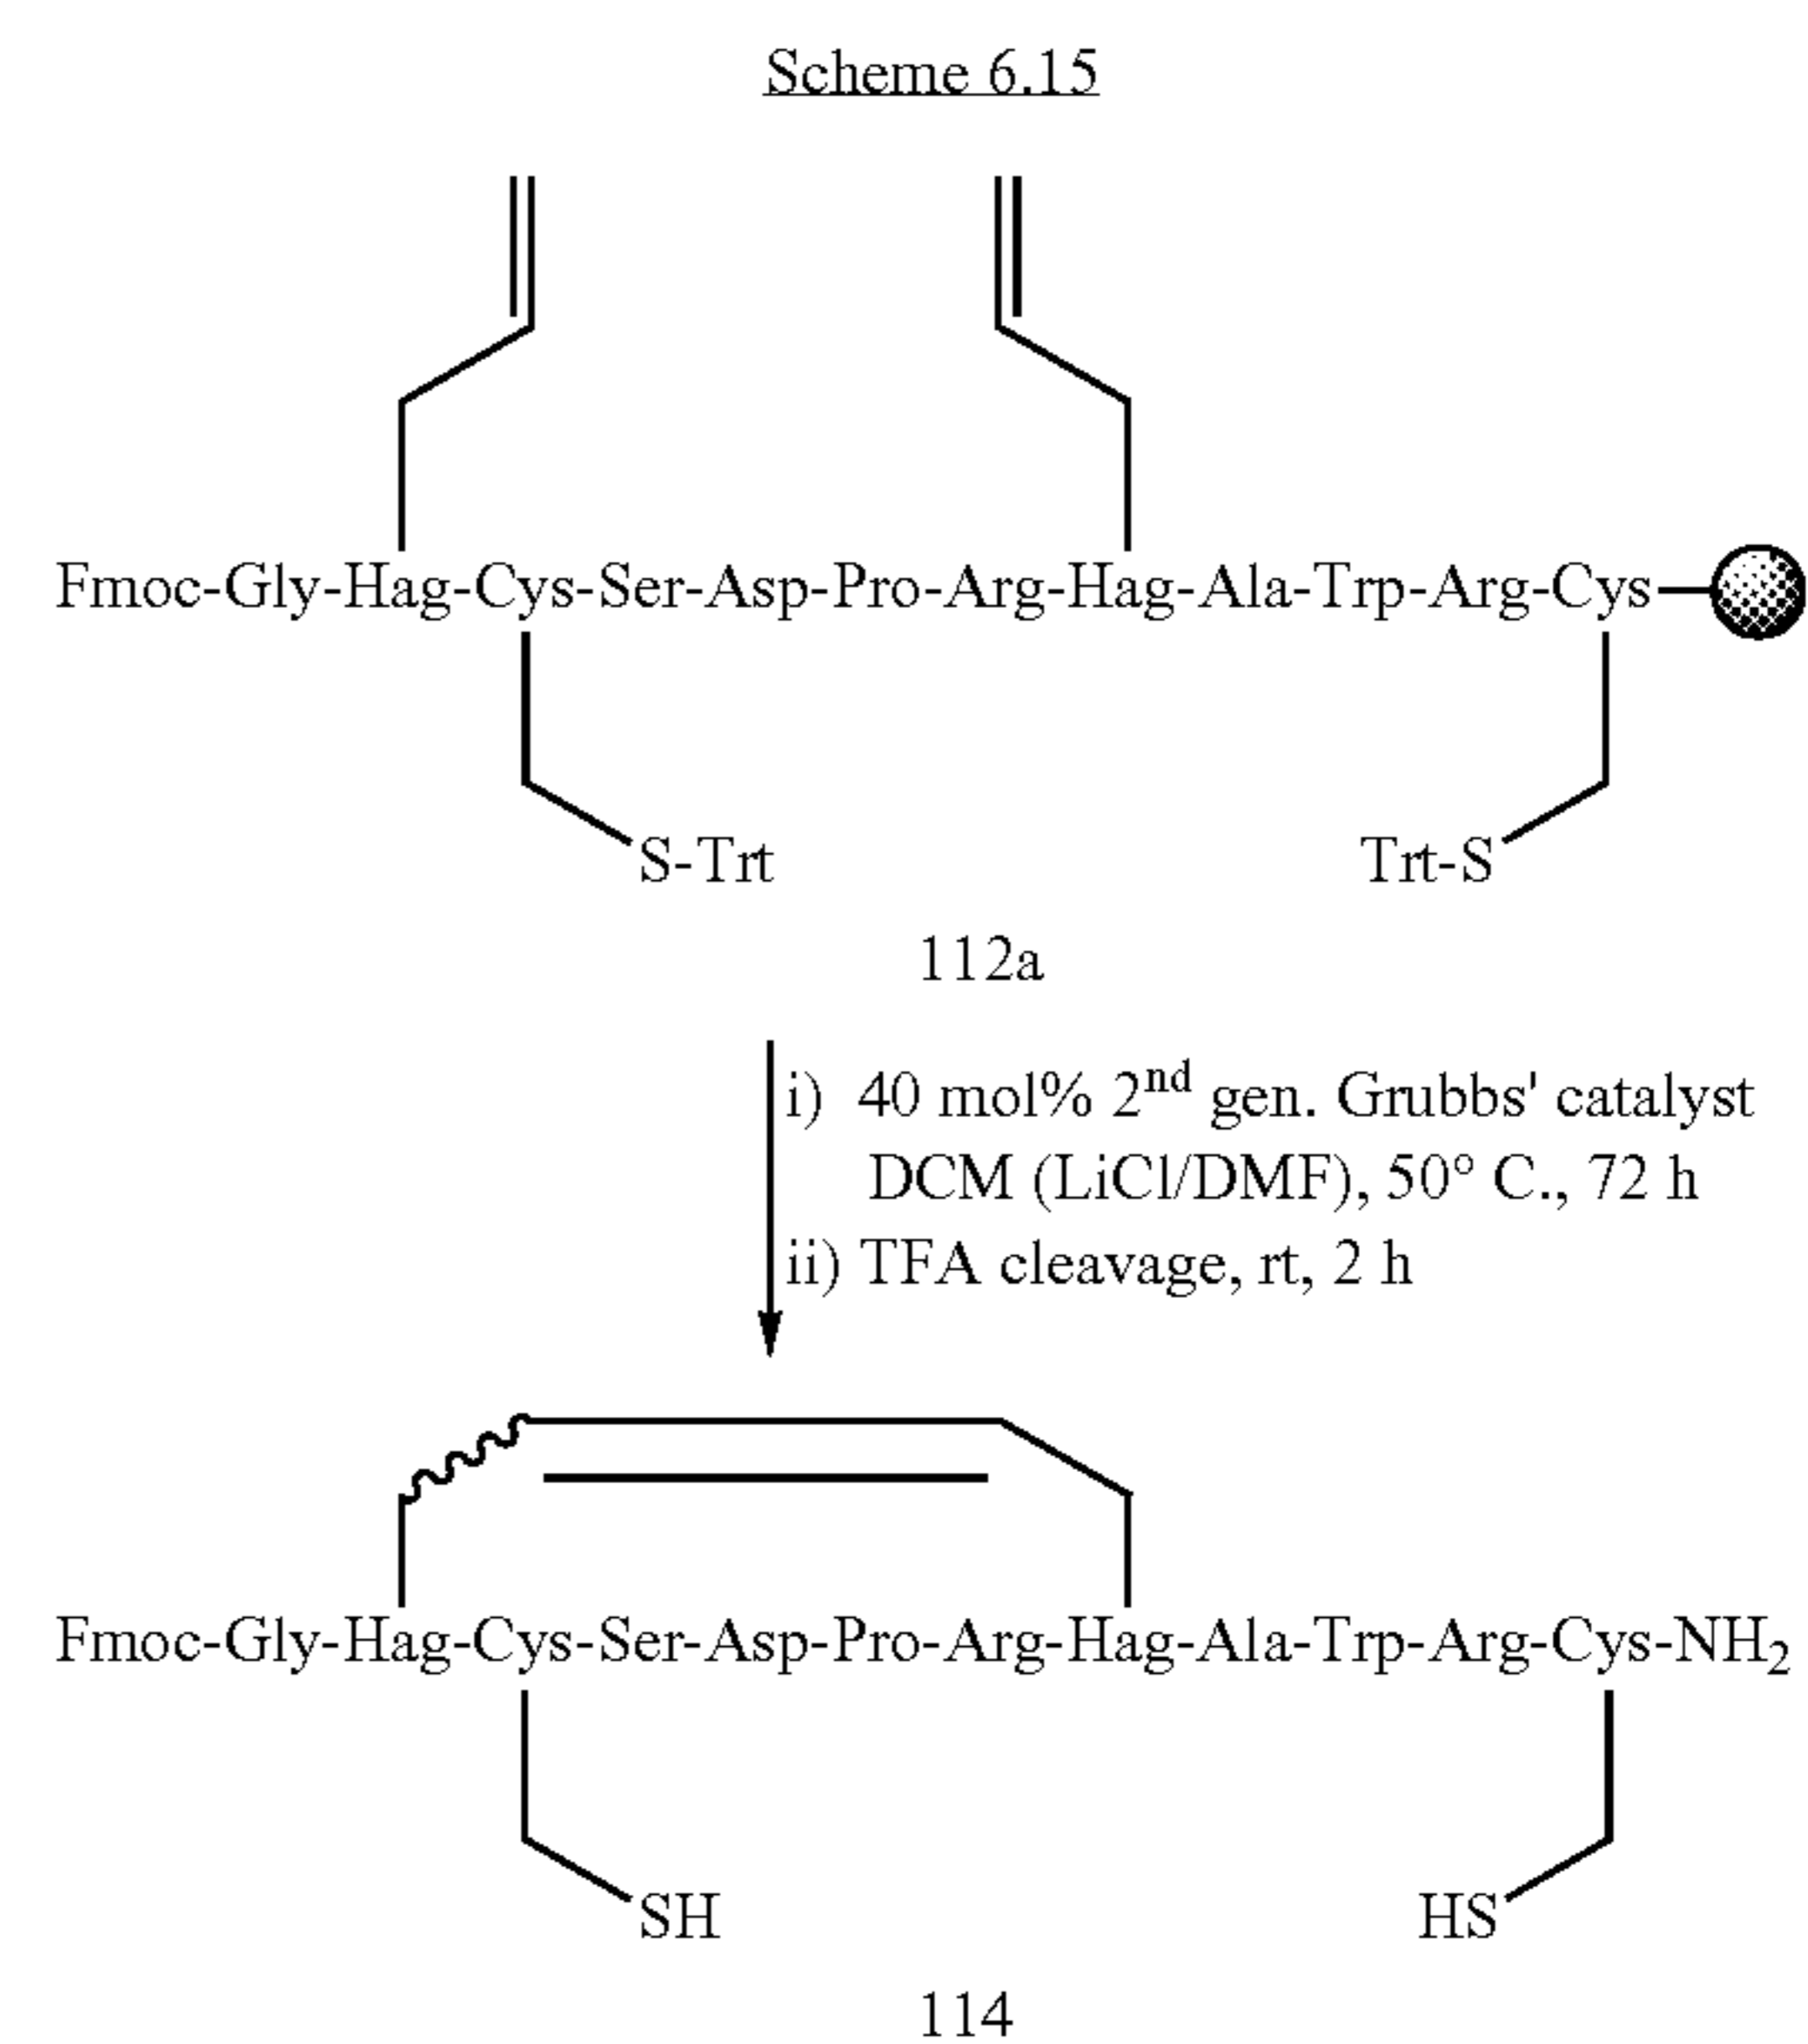 Scheme 6.15
Fmoc-Gly-Hag-Cys-Ser-Asp-Pro-Arg-Hag-Ala-Trp-Arg-Cys
S-Trt Trt-S
112a
i) 40 mol% 2nd gen. Grubbs' catalyst
DCM (LiCl/DMF), 50° C., 72 h
ii) TFA cleavage, rt, 2 h
Fmoc-Gly-Hag-Cys-Ser-Asp-Pro-Arg-Hag-Ala-Trp-Arg-Cys-NH2
SH HS
114